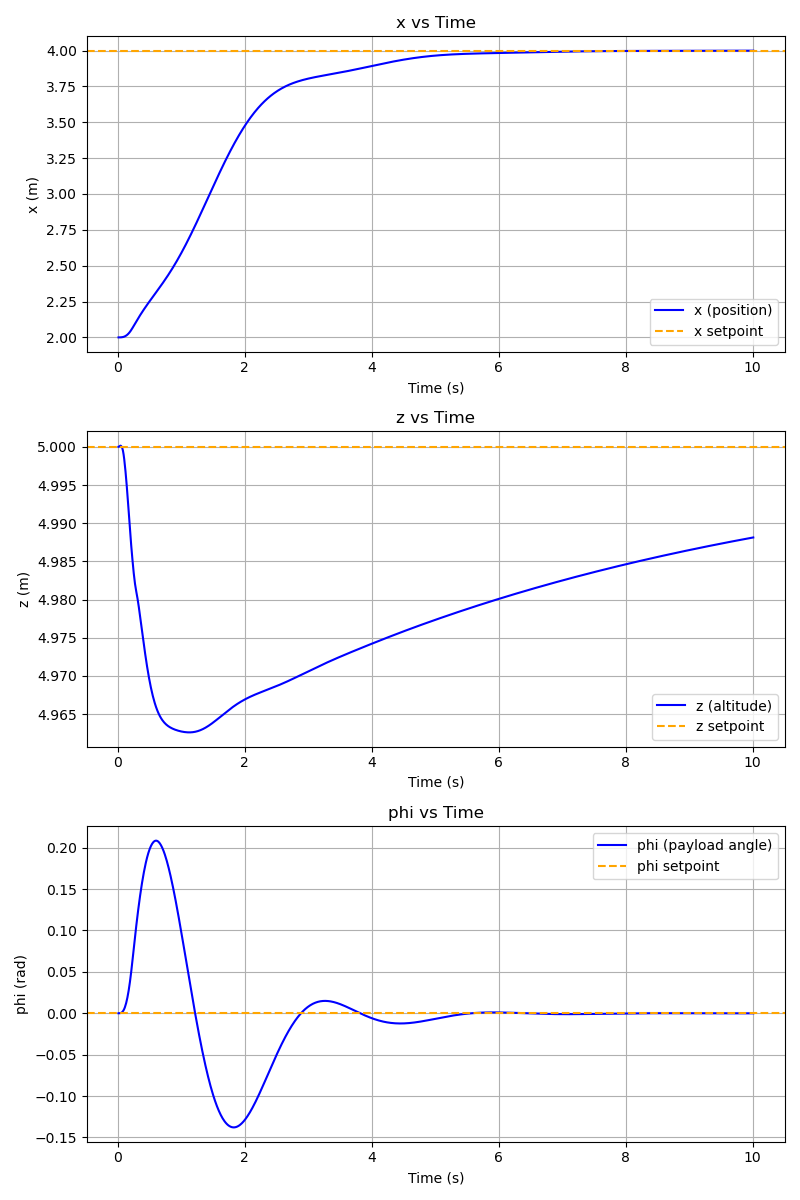 x vs Time
4.00
3.75
3.50
3.25
3.00
2.75
2.50
2.25
2.00
x (m)
x (position)
x setpoint
0 2 4 6 8 10
Time (s)
z vs Time
5.000
4.995
4.990
4.985
4.980
4.975
4.970
4.965
z (m)
z (altitude)
z setpoint
0 2 4 6 8 10
Time (s)
phi vs Time
0.20
0.15
0.10
0.05
0.00
−0.05
−0.10
−0.15
phi (rad)
phi (payload angle)
phi setpoint
0 2 4 6 8 10
Time (s)